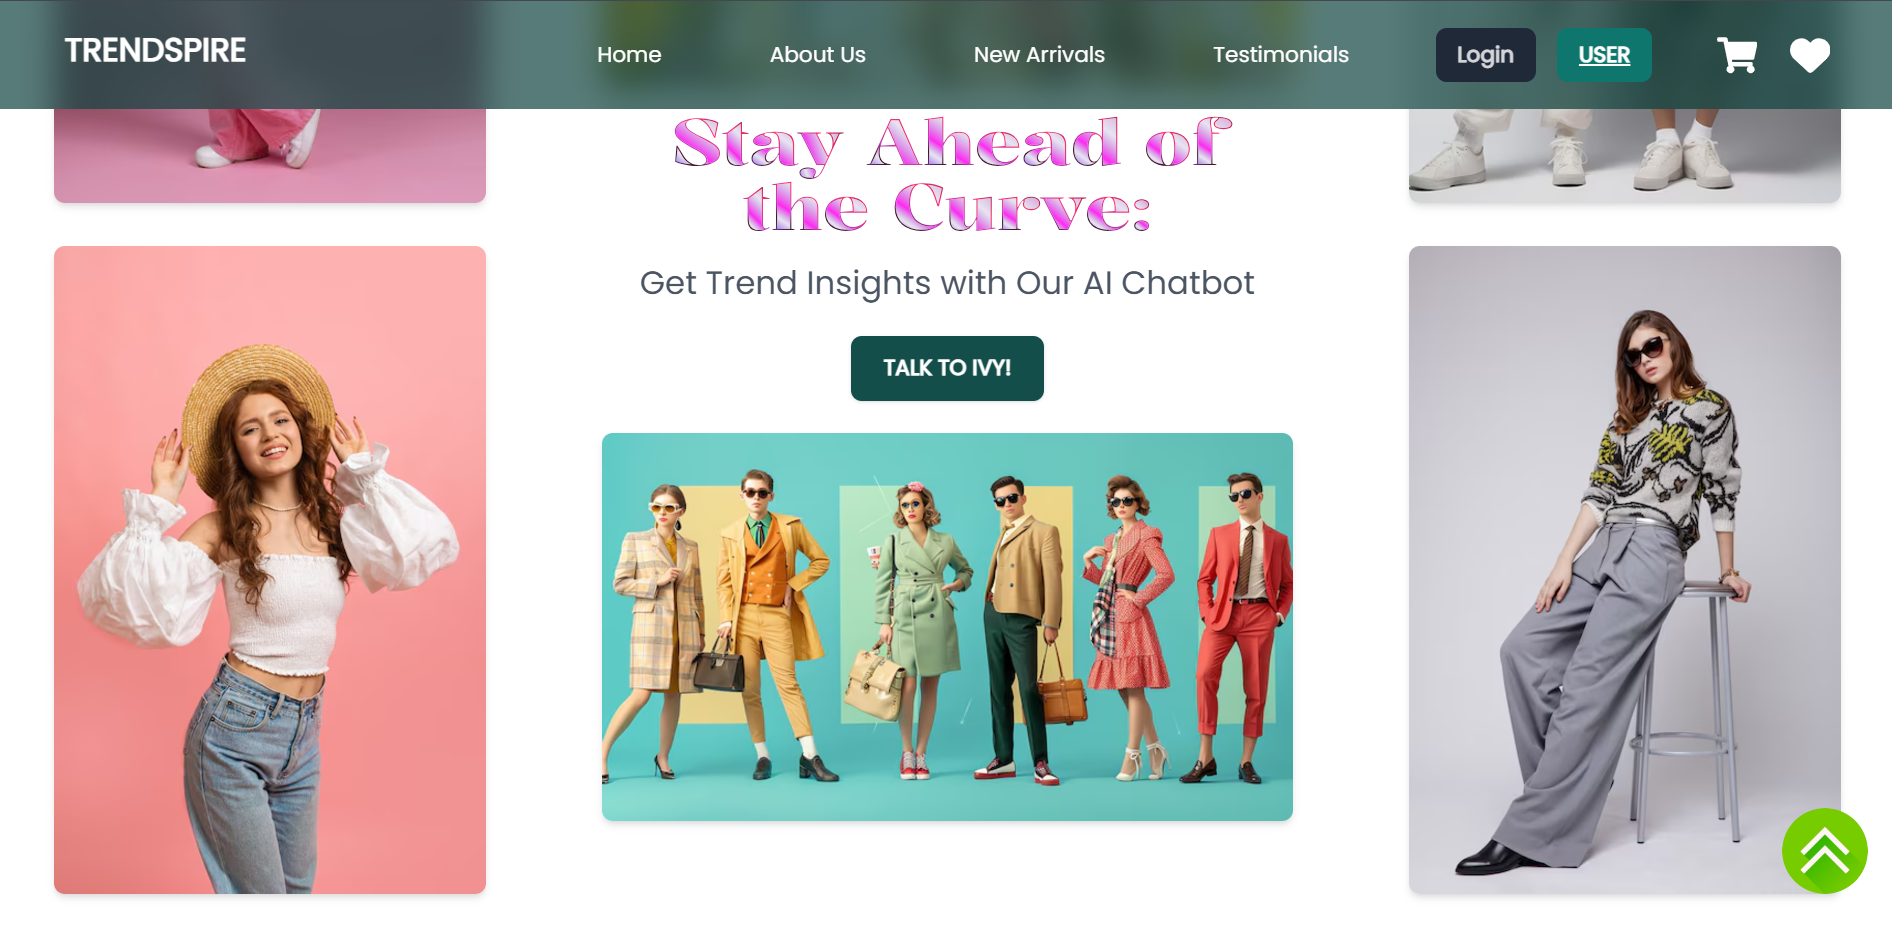 TRENDSPIRE
Home
About Us
New Arrivals
Testimonials
Login
USER
Stay Ahead of
the Curve:
Get Trend Insights with Our AI Chatbot
TALK TO IVY!